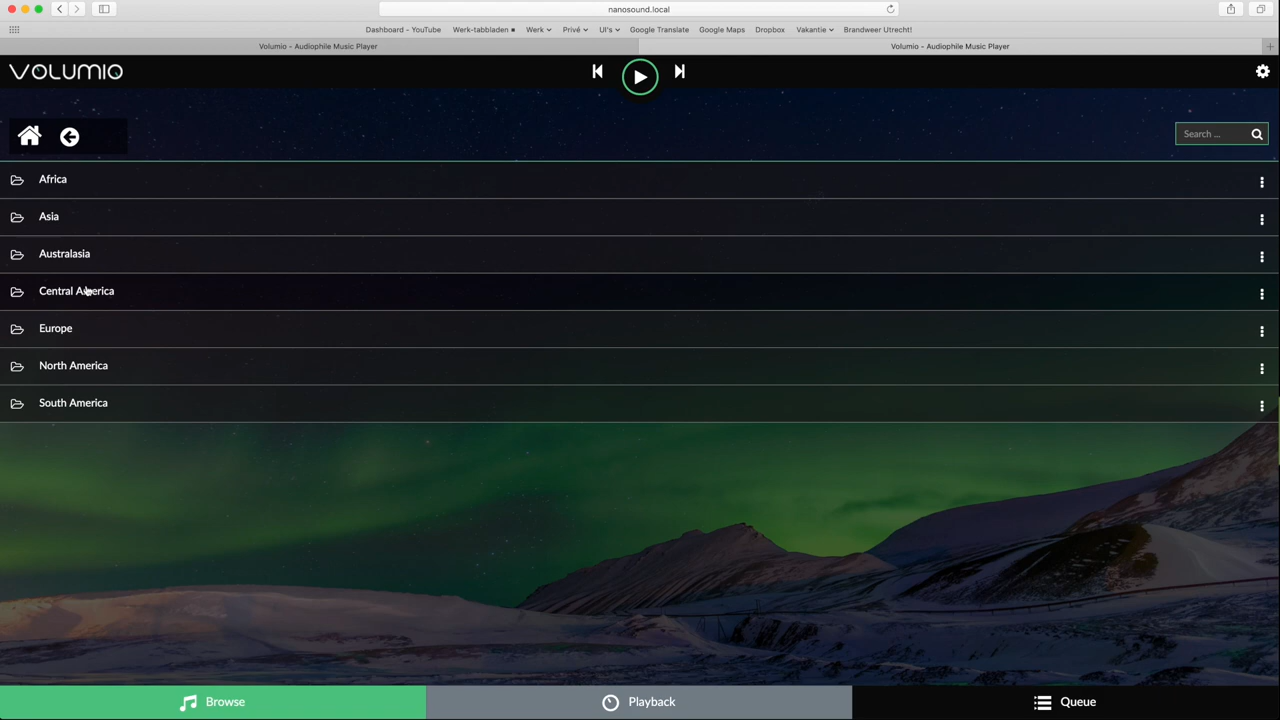 nanosound.local
Dashboard - YouTube Werk-tabbladen Werk Privé UI's Google Translate Google Maps Dropbox Vakantie Brandweer Utrecht!
Volumio - Audiophile Music Player Volumio - Audiophile Music Player
VOLUMIO
Search ...
Africa
Asia
Australasia
Central America
Europe
North America
South America
Browse Playback Queue